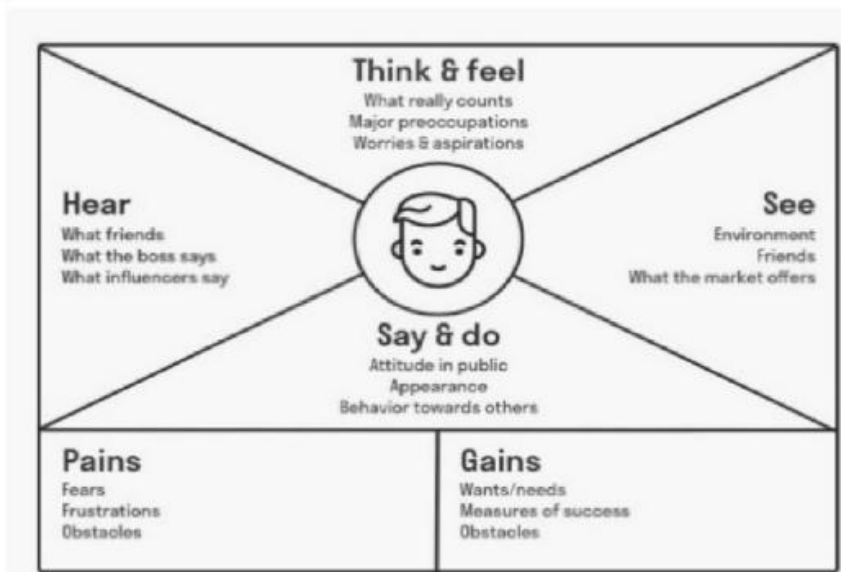 Think & feel
What really counts
Major preoccupations
Worries & aspirations
Hear
What friends
What the boss says
What influencers say
See
Environment
Friends
What the market offers
Say & do
Attitude in public
Appearance
Behavior towards others
Pains
Fears
Frustrations
Obstacles
Gains
Wants/needs
Measures of success
Obstacles